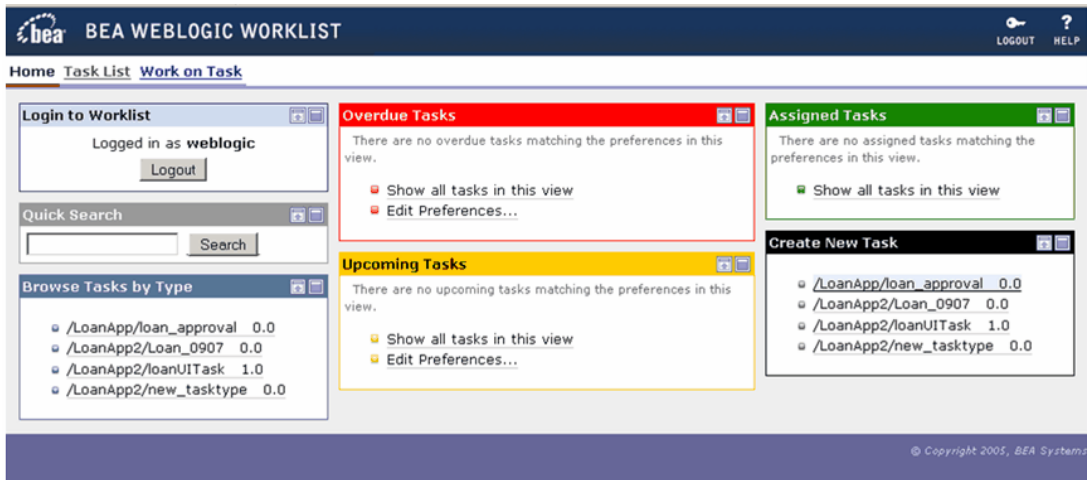 bea BEA WEBLOGIC WORKLIST
LOGOUT
? HELP
Home Task List Work on Task
Login to Worklist
Logged in as weblogic
Logout
Quick Search
Search
Browse Tasks by Type
/LoanApp/loan_approval 0.0
/LoanApp2/Loan_0907 0.0
/LoanApp2/loanUITask 1.0
/LoanApp2/new_tasktype 0.0
Overdue Tasks
There are no overdue tasks matching the preferences in this
view.
Show all tasks in this view
Edit Preferences...
Upcoming Tasks
There are no upcoming tasks matching the preferences in this
view.
Show all tasks in this view
Edit Preferences...
Assigned Tasks
There are no assigned tasks matching the
preferences in this view.
Show all tasks in this view
Create New Task
/LoanApp/loan_approval 0.0
/LoanApp2/Loan_0907 0.0
/LoanApp2/loanUITask 1.0
/LoanApp2/new_tasktype 0.0
© Copyright 2005, BEA Systems